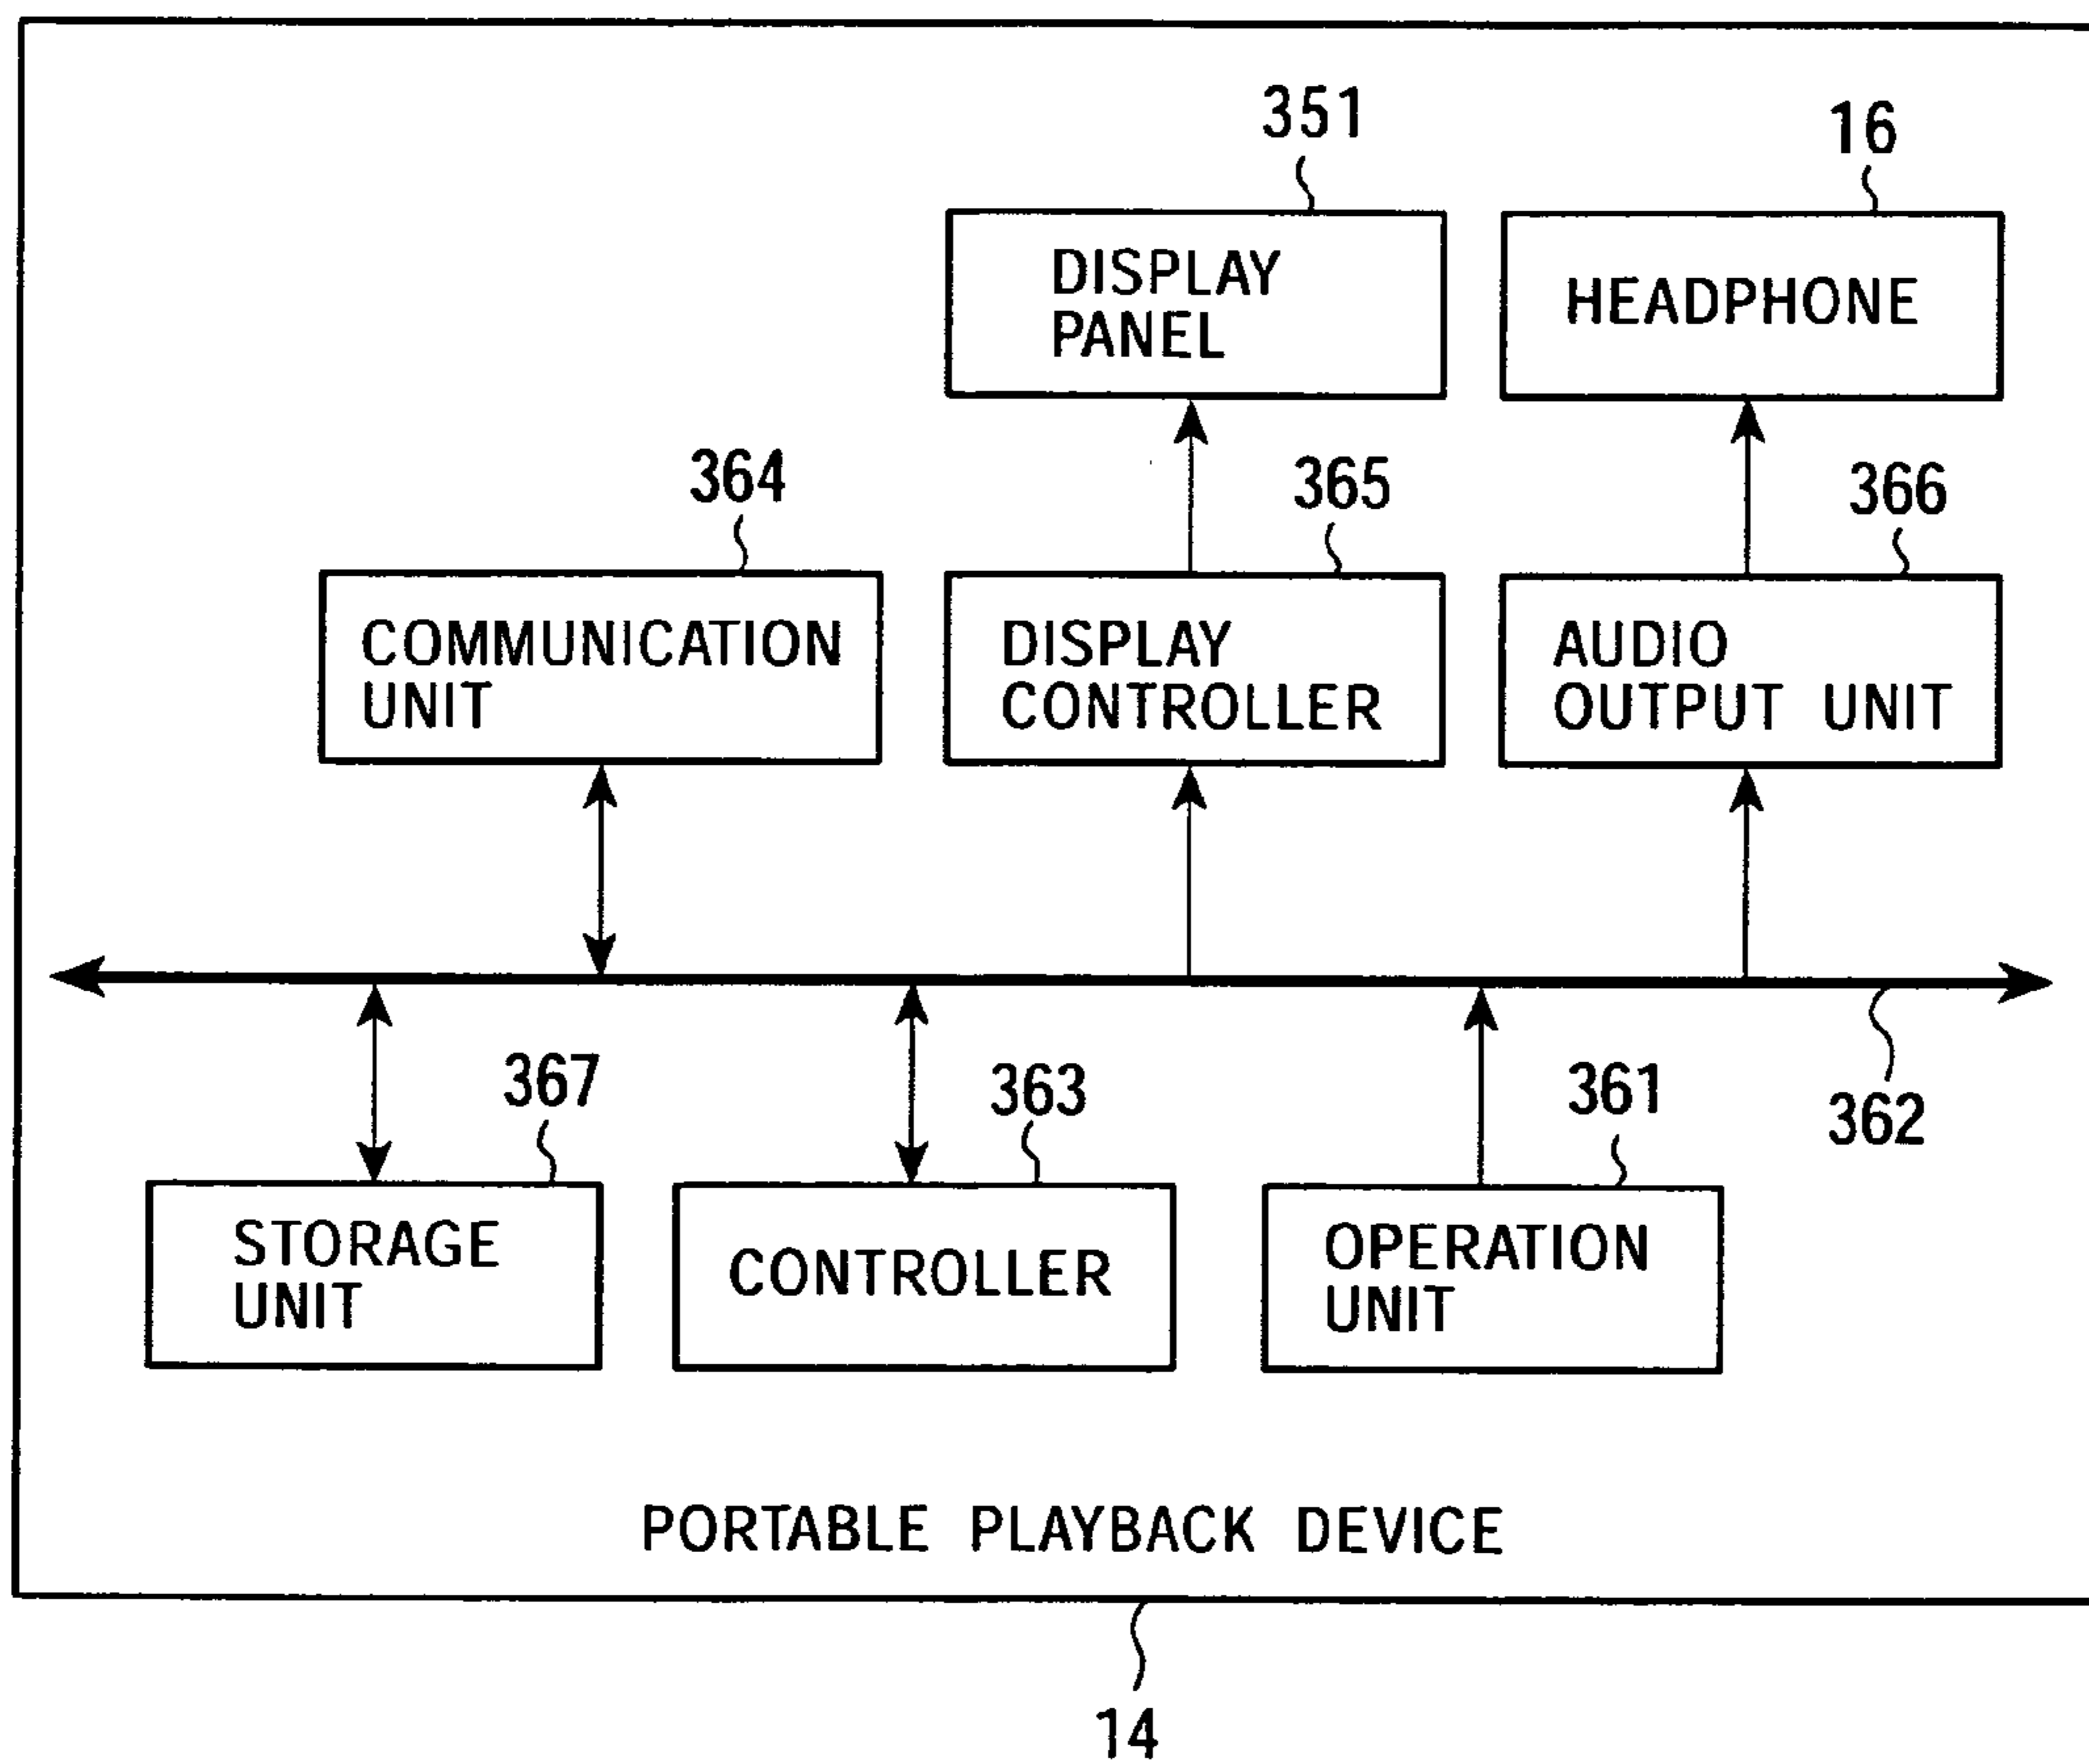 351
16
DISPLAY
PANEL
HEADPHONE
364
365
366
COMMUNICATION
UNIT
DISPLAY
CONTROLLER
AUDIO
OUTPUT UNIT
367
363
361
362
STORAGE
UNIT
CONTROLLER
OPERATION
UNIT
PORTABLE PLAYBACK DEVICE
14